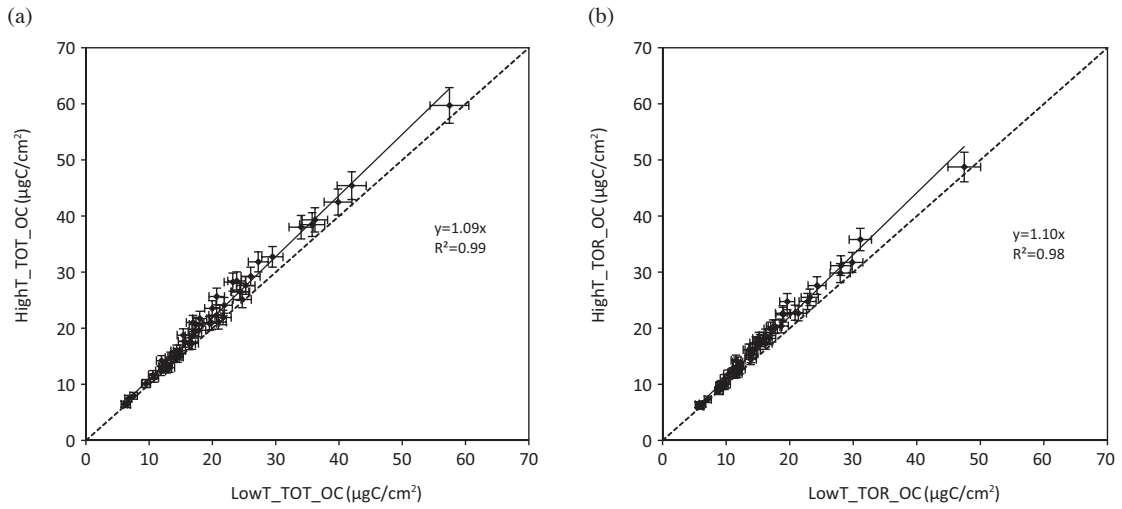 (a)
70
60
50
40
30
20
10
0
HighT_TOT_OC (µgC/cm²)
y=1.09x
R²=0.99
0 10 20 30 40 50 60 70
LowT_TOT_OC (µgC/cm²)
(b)
70
60
50
40
30
20
10
0
HighT_TOR_OC (µgC/cm²)
y=1.10x
R²=0.98
0 10 20 30 40 50 60 70
LowT_TOR_OC (µgC/cm²)